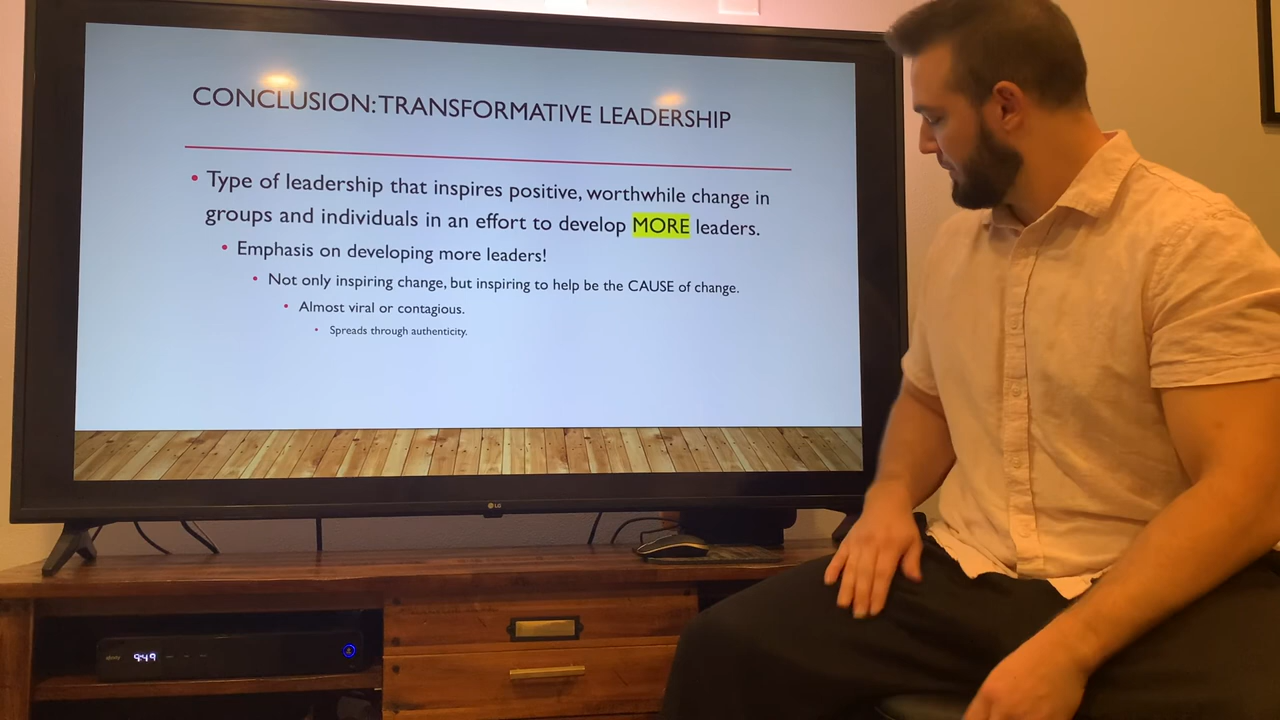 CONCLUSION: TRANSFORMATIVE LEADERSHIP
• Type of leadership that inspires positive, worthwhile change in
groups and individuals in an effort to develop MORE leaders.
• Emphasis on developing more leaders!
• Not only inspiring change, but inspiring to help be the CAUSE of change.
• Almost viral or contagious.
• Spreads through authenticity.
LG
9:49